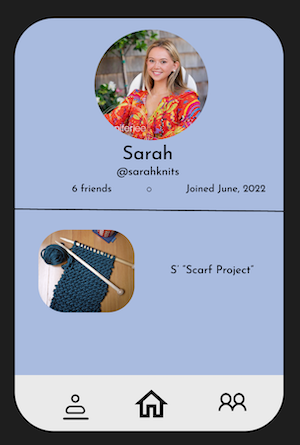 Sarah
@sarahknits
6 friends ○ Joined June, 2022
S' "Scarf Project"